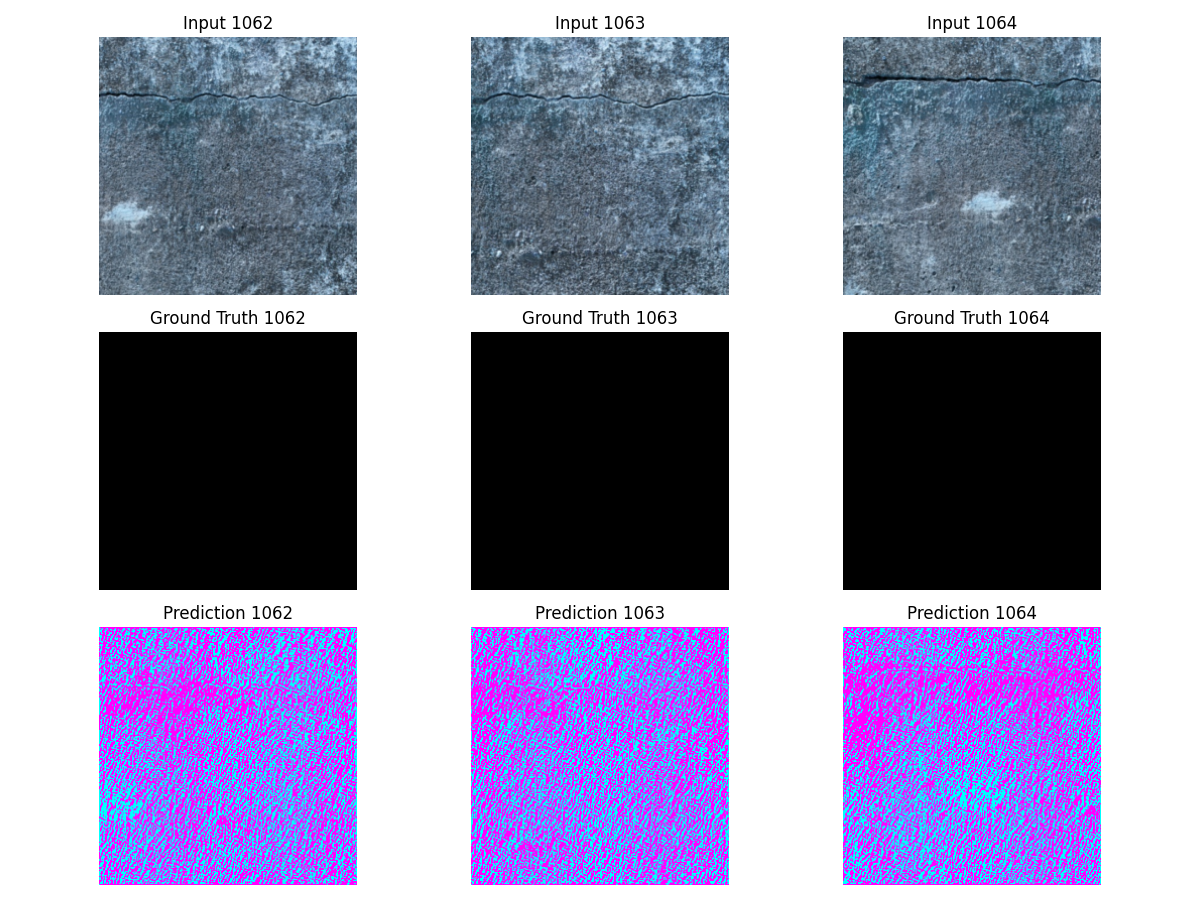 Input 1062
Input 1063
Input 1064
Ground Truth 1062
Ground Truth 1063
Ground Truth 1064
Prediction 1062
Prediction 1063
Prediction 1064